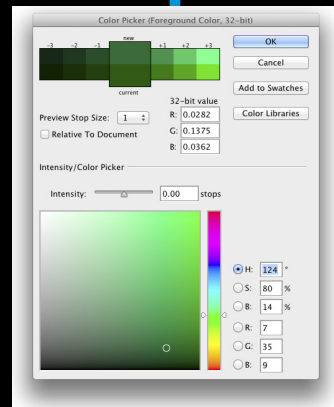 Color Picker (Foreground Color, 32-bit)
new
-3 -2 -1 +1 +2 +3
current
OK
Cancel
Add to Swatches
Color Libraries
32-bit value
Preview Stop Size: 1
R: 0.0282
Relative To Document
G: 0.1375
B: 0.0362
Intensity/Color Picker
Intensity: 0.00 stops
H: 124 °
S: 80 %
B: 14 %
R: 7
G: 35
B: 9